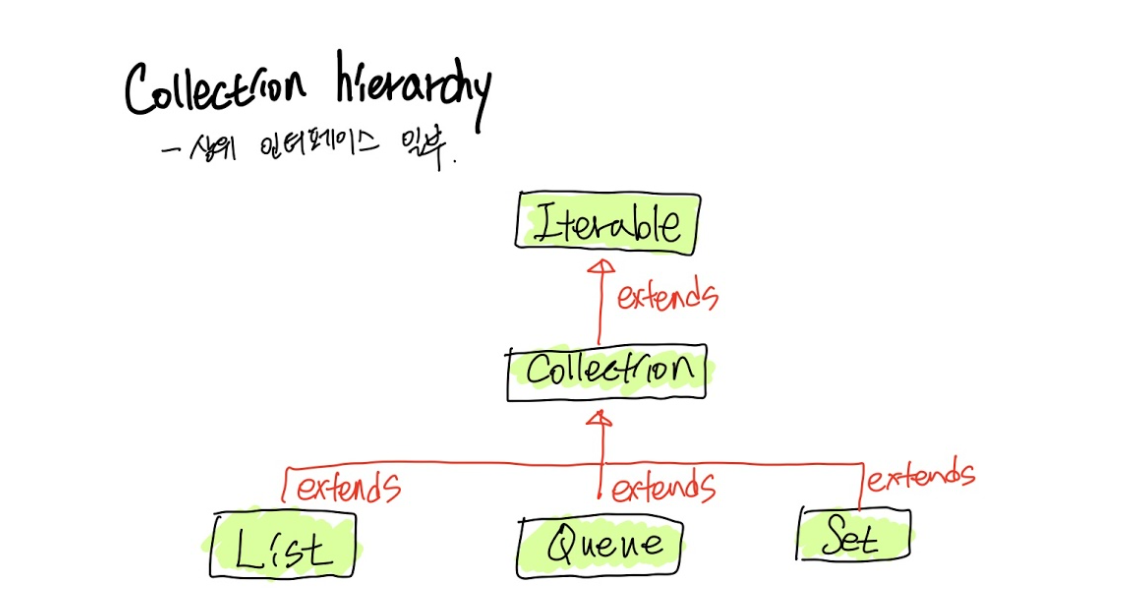 Collection hierarchy
- 상위 인터페이스 일부.
Iterable
extends
Collection
extends extends extends
List Queue Set